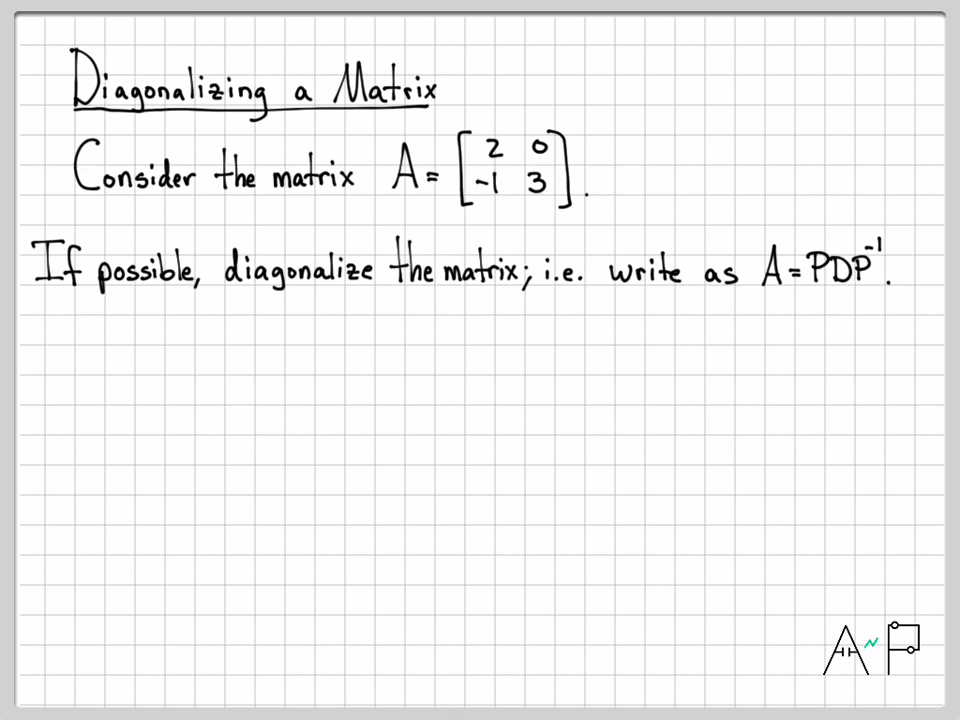 Diagonalizing a Matrix
Consider the matrix A = [2 0
-1 3].
If possible, diagonalize the matrix; i.e. write as A = PDP⁻¹.
A~P